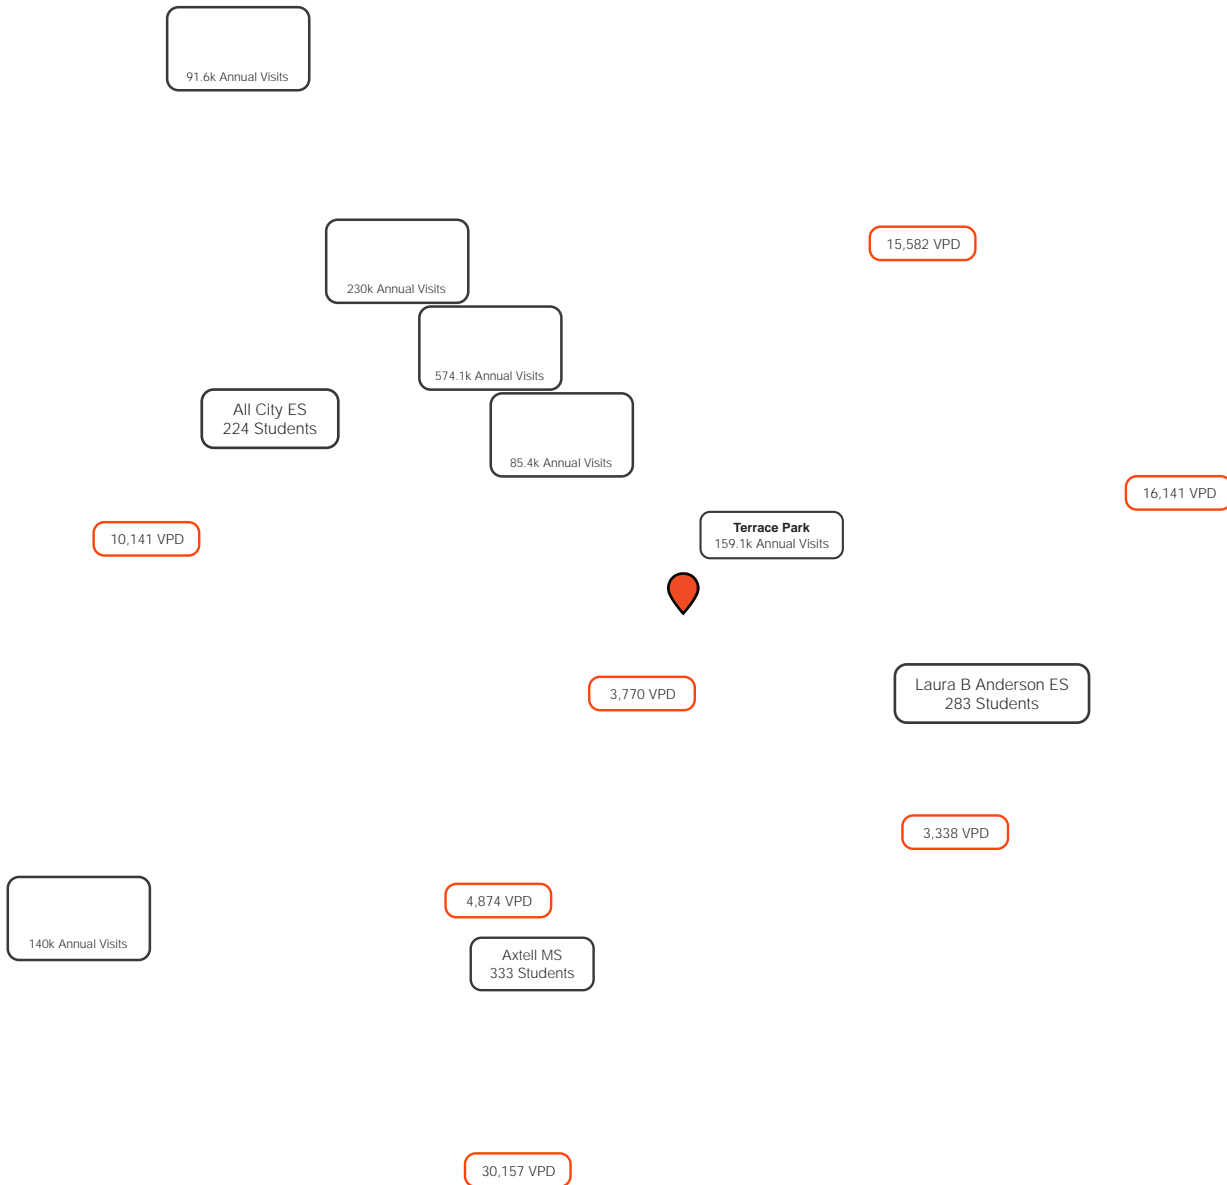 91.6k Annual Visits
15,582 VPD
230k Annual Visits
574.1k Annual Visits
All City ES
224 Students
85.4k Annual Visits
16,141 VPD
10,141 VPD
Terrace Park
159.1k Annual Visits
3,770 VPD
Laura B Anderson ES
283 Students
3,338 VPD
4,874 VPD
140k Annual Visits
Axtell MS
333 Students
30,157 VPD